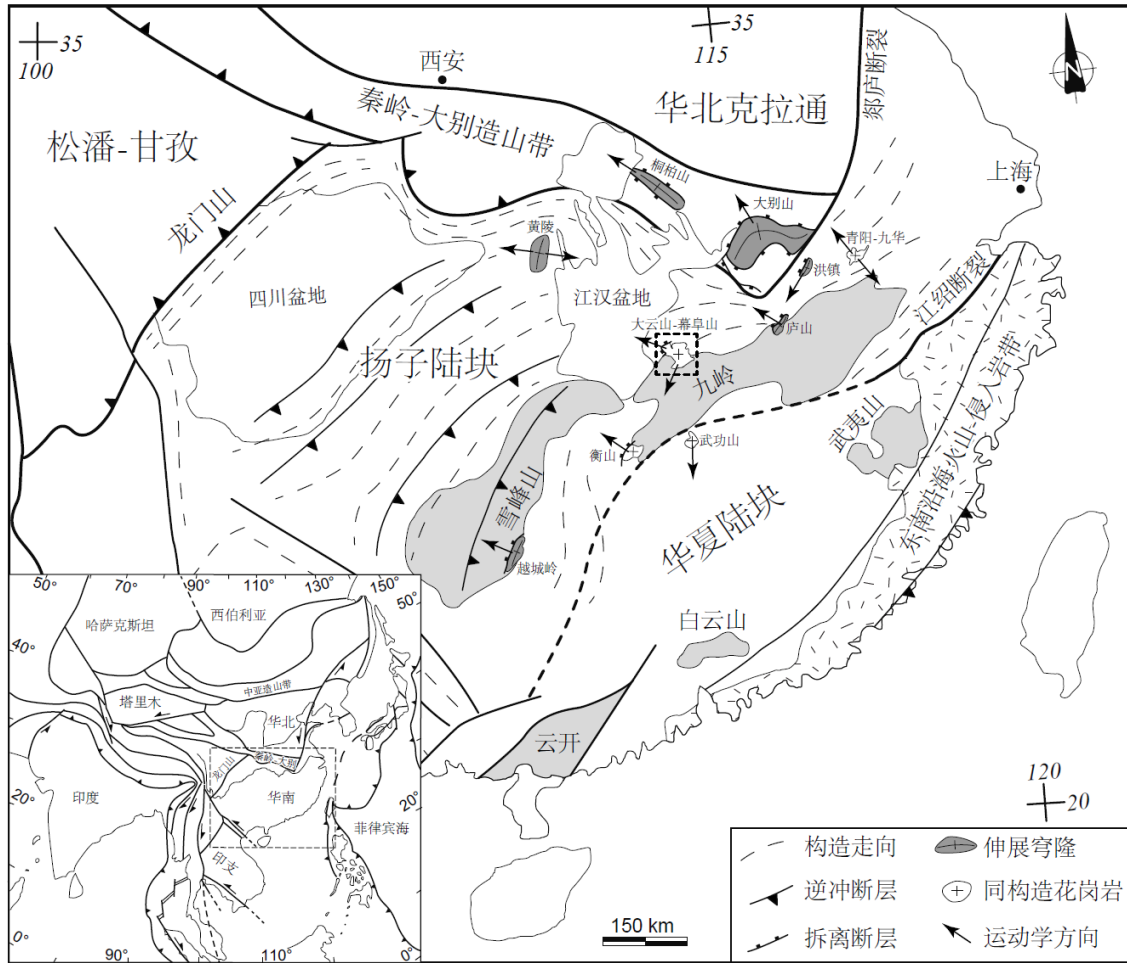 35
100
35
115
N
西安
秦岭-大别造山带
华北克拉通
郯庐断裂
松潘-甘孜
龙门山
上海
桐柏山
大别山
青阳-九华
黄陵
洪镇
江绍断裂
四川盆地
江汉盆地
大云山-幕阜山
庐山
扬子陆块
九岭
武夷山
东南沿海火山-侵入岩带
衡山
武功山
雪峰山
华夏陆块
越城岭
白云山
云开
120
20
50°
70°
90°
110°
130°
150°
50°
哈萨克斯坦
西伯利亚
40°
中亚造山带
塔里木
华北
龙门山
秦岭-大别
印度
华南
20°
20°
菲律宾海
印支
0°
90°
110°
0°
150 km
构造走向
伸展穹隆
逆冲断层
同构造花岗岩
拆离断层
运动学方向